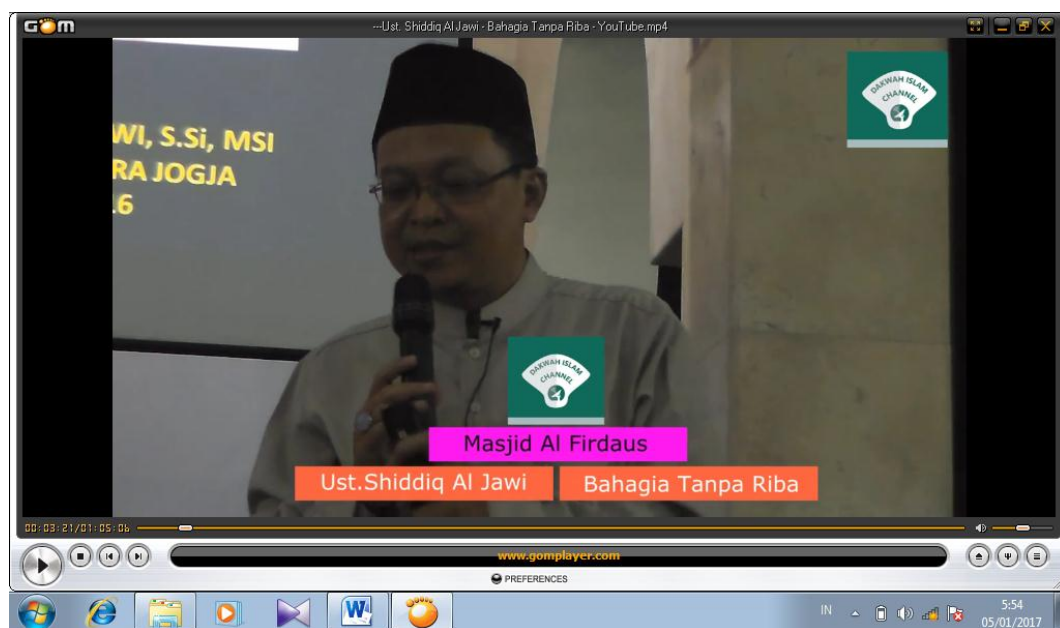 GOM
---Ust. Shiddiq Al Jawi - Bahagia Tanpa Riba - YouTube.mp4
WI, S.Si, MSI
RA JOGJA
.6
DAKWAH ISLAM
CHANNEL
DAKWAH ISLAM
CHANNEL
Masjid Al Firdaus
Ust.Shiddiq Al Jawi
Bahagia Tanpa Riba
00:03:21/01:05:06
www.gomplayer.com
PREFERENCES
IN
5:54
05/01/2017